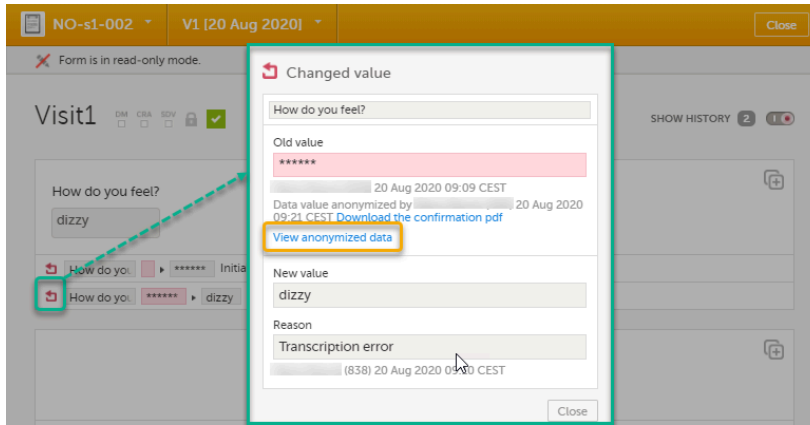 NO-s1-002
V1 [20 Aug 2020]
Close
Form is in read-only mode.
Visit1
DM CRA SDV
SHOW HISTORY 2
How do you feel?
dizzy
How do you ****** Initia
How do you ****** dizzy
Changed value
How do you feel?
Old value
******
20 Aug 2020 09:09 CEST
Data value anonymized by 20 Aug 2020
09:21 CEST Download the confirmation pdf
View anonymized data
New value
dizzy
Reason
Transcription error
(838) 20 Aug 2020 CEST
Close